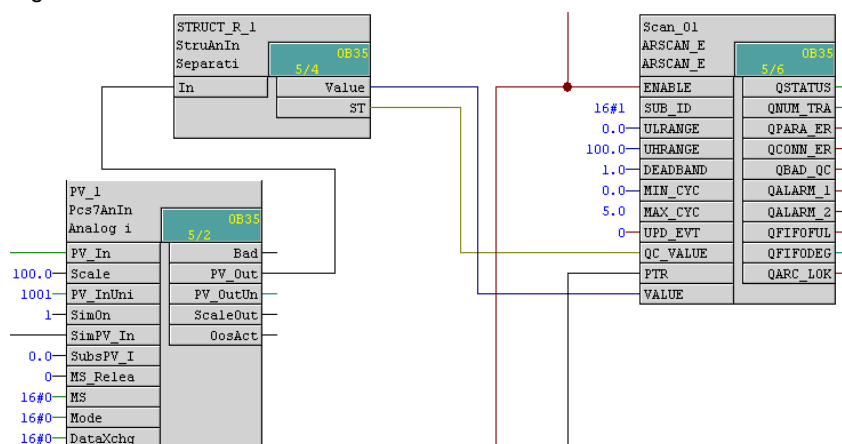 STRUCT_R_1
StruAnIn
Separati
OB35
5/4
In
Value
ST
PV_1
Pcs7AnIn
Analog i
OB35
5/2
PV_In
Bad
100.0
Scale
PV_Out
1001
PV_InUni
PV_OutUn
1
SimOn
ScaleOut
SimPV_In
OosAct
0.0
SubsPV_I
0
MS_Relea
16#0
MS
16#0
Mode
16#0
DataXchg
Scan_01
ARSCAN_E
ARSCAN_E
OB35
5/6
ENABLE
QSTATUS
16#1
SUB_ID
QNUM_TRA
0.0
ULRANGE
QPARA_ER
100.0
UHRANGE
QCONN_ER
1.0
DEADBAND
QBAD_QC
0.0
MIN_CYC
QALARM_1
5.0
MAX_CYC
QALARM_2
0
UPD_EVT
QFIFOFUL
QC_VALUE
QFIFODEG
PTR
QARC_LOK
VALUE